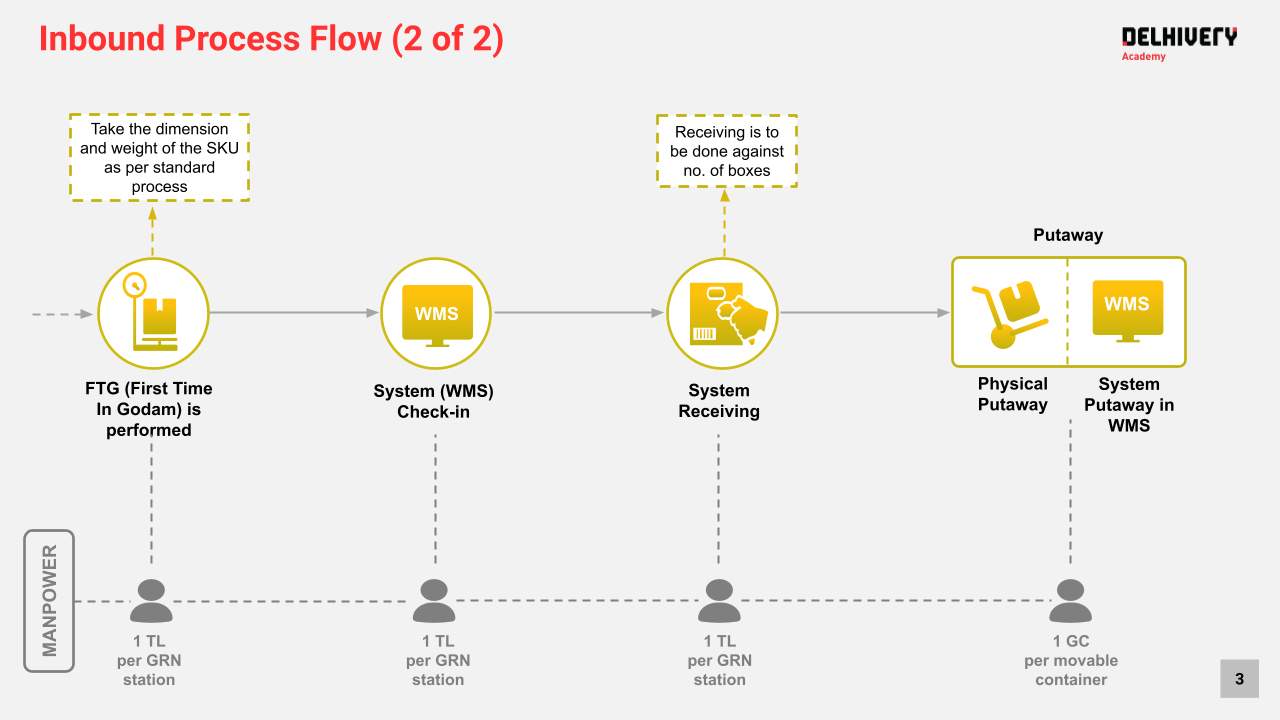 Inbound Process Flow (2 of 2)
DELHIVERY
Academy
Take the dimension
and weight of the SKU
as per standard
process
Receiving is to
be done against
no. of boxes
Putaway
WMS
WMS
FTG (First Time
In Godam) is
performed
System (WMS)
Check-in
System
Receiving
Physical
Putaway
System
Putaway in
WMS
MANPOWER
1 TL
per GRN
station
1 TL
per GRN
station
1 TL
per GRN
station
1 GC
per movable
container
3